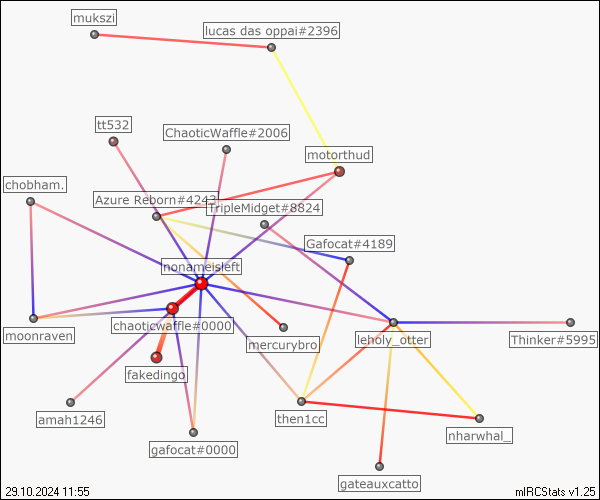 mukszi
lucas das oppai#2396
tt532
ChaoticWaffle#2006
motorthud
chobham.
Azure Reborn#4243
TripleMidget#8824
Gafocat#4189
nonameisleft
moonraven
chaoticwaffle#0000
mercurybro
leholy_otter
Thinker#5995
fakedingo
amah1246
then1cc
gafocat#0000
nharwhal_
gateauxcatto
29.10.2024 11:55
mIRCStats v1.25